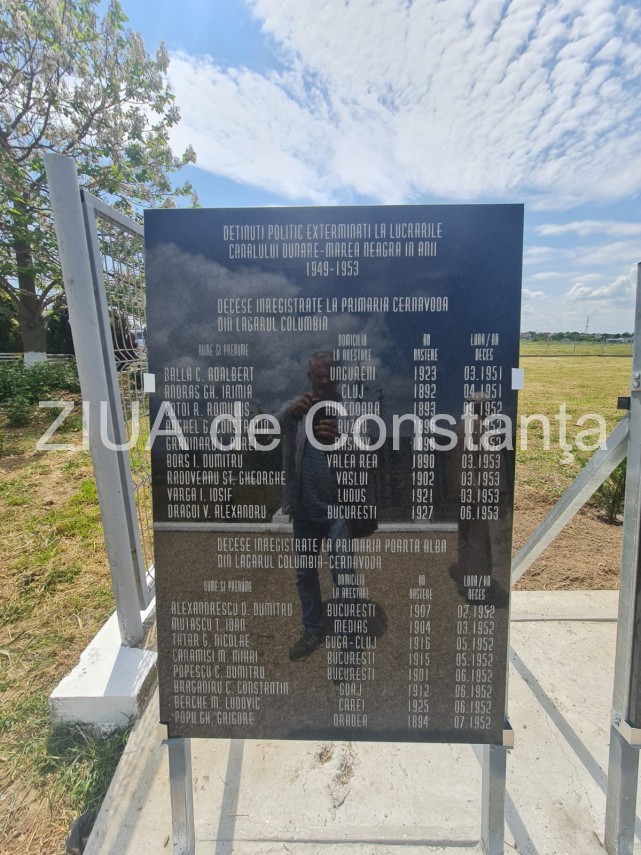 DETINUTI POLITIC EXTERMINATI LA LUCRARILE
CANALULUI DUNARE-MAREA NEAGRA IN ANII
1949-1953
DECESE INREGISTRATE LA PRIMARIA CERNAVODA
DIN LAGARUL COLUMBIA
NUME SI PRENUME DOMICILIU LA ARESTARE AN NASTERE LUNA/AN DECES
BALLA C. ADALBERT UNGURENI 1923 03.1951
ANDRAS GH. IRIMIA CLUJ 1892 04.1951
R. ROMULUS HUNEDOARA 1893 1952
ZIUA de Constanța
BORS I. DUMITRU VALEA REA 1890 03.1953
RADOVEANU ST. GHEORGHE VASLUI 1902 03.1953
VARGA I. IOSIF LUDUS 1921 03.1953
DRAGOI V. ALEXANDRU BUCURESTI 1927 06.1953
DECESE INREGISTRATE LA PRIMARIA POARTA ALBA
DIN LAGARUL COLUMBIA-CERNAVODA
NUME SI PRENUME DOMICILIU LA ARESTARE AN NASTERE LUNA/AN DECES
ALEXANDRESCU D. DUMITRU BUCURESTI 1907 02.1952
MUTASCU T. IOAN MEDIAS 1904 03.1952
TATAR G. NICOLAE GUGA-CLUJ 1916 05.1952
CARAMISI M. MIHAI BUCURESTI 1915 05.1952
POPESCU C. DUMITRU BUCURESTI 1901 06.1952
BRAGADIRU C. CONSTANTIN GORJ 1912 06.1952
BERCHE M. LUDOVIC CAREI 1925 06.1952
POPU GH. GRIGORE ORADEA 1894 07.1952